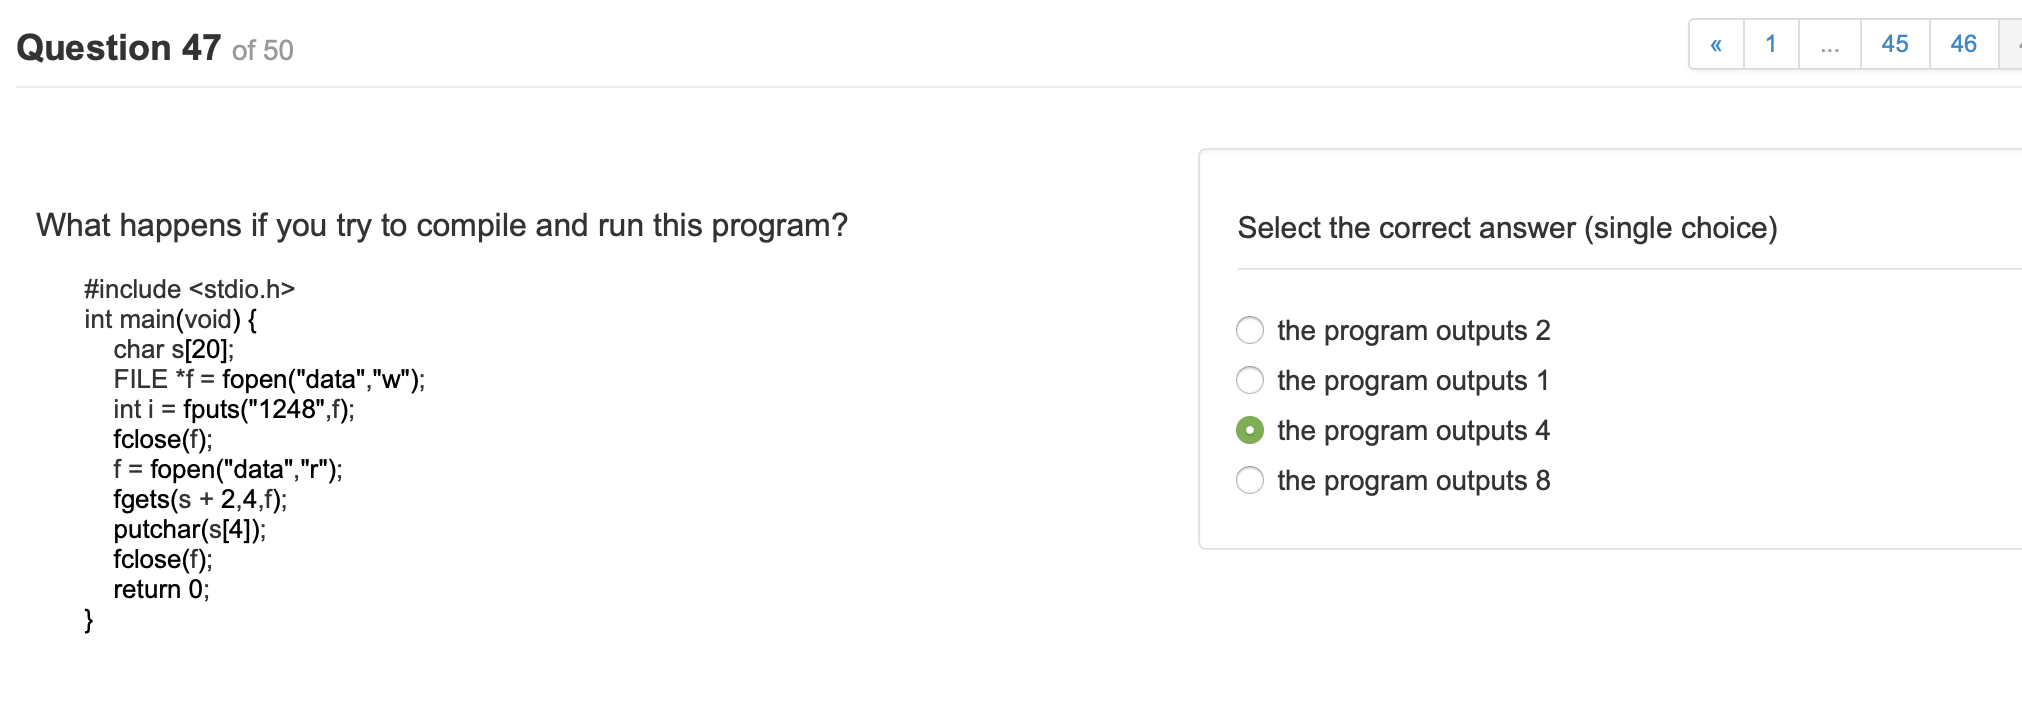 Question 47 of 50
« 1 ... 45 46
What happens if you try to compile and run this program?
#include <stdio.h>
int main(void) {
char s[20];
FILE *f = fopen("data","w");
int i = fputs("1248",f);
fclose(f);
f = fopen("data","r");
fgets(s + 2,4,f);
putchar(s[4]);
fclose(f);
return 0;
}
Select the correct answer (single choice)
the program outputs 2
the program outputs 1
the program outputs 4
the program outputs 8